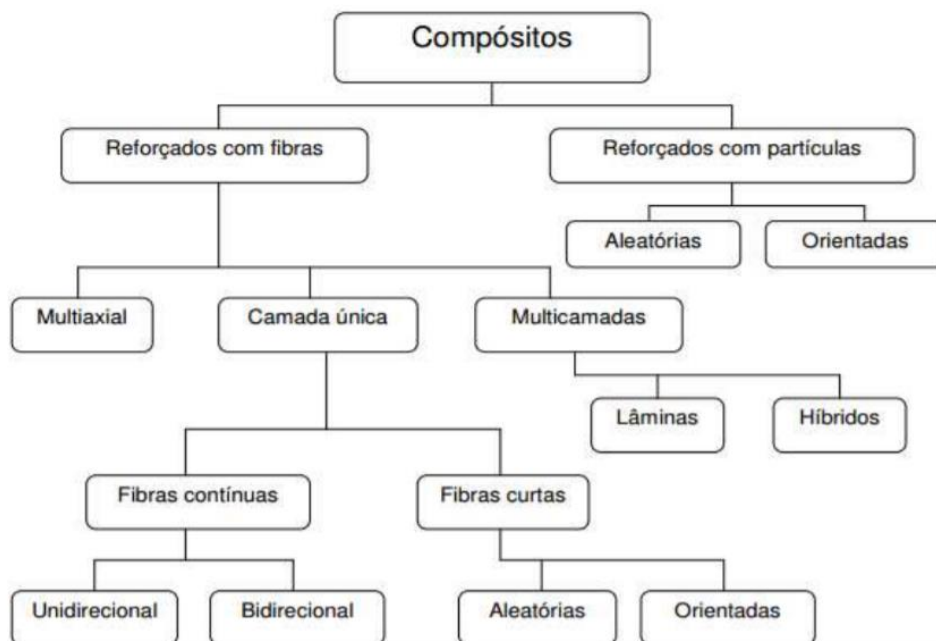 Compósitos
Reforçados com fibras
Reforçados com partículas
Aleatórias
Orientadas
Multiaxial
Camada única
Multicamadas
Lâminas
Híbridos
Fibras contínuas
Fibras curtas
Unidirecional
Bidirecional
Aleatórias
Orientadas